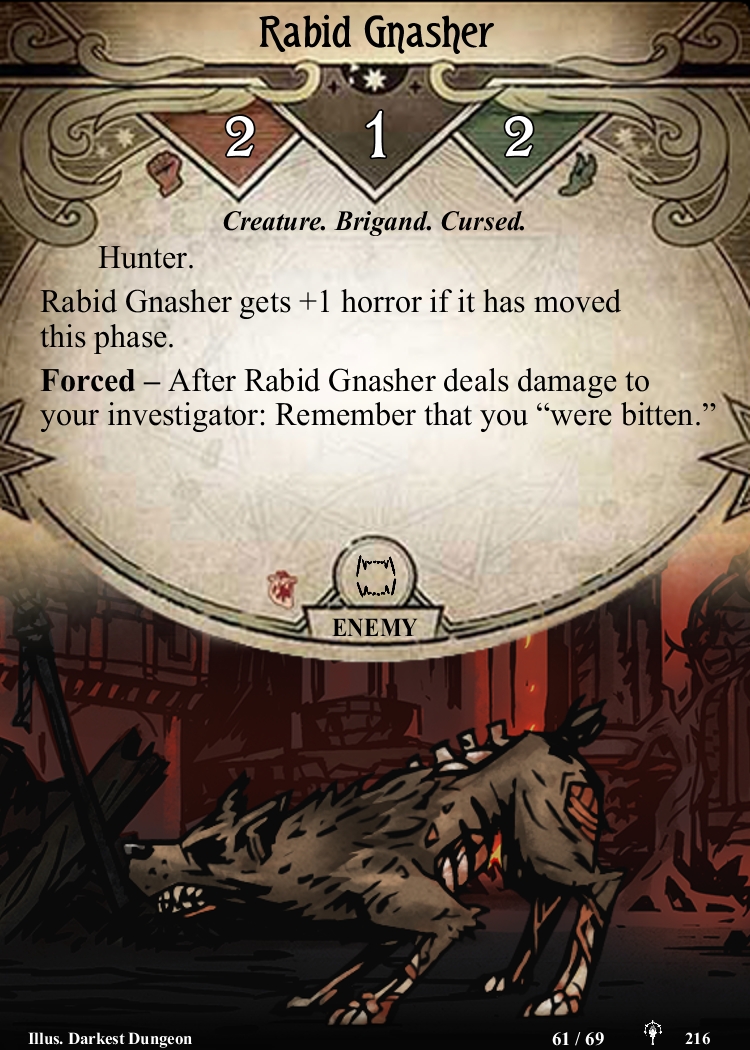 Rabid Gnasher
2 1 2
Creature. Brigand. Cursed.
Hunter.
Rabid Gnasher gets +1 horror if it has moved
this phase.
Forced – After Rabid Gnasher deals damage to
your investigator: Remember that you “were bitten.”
ENEMY
Illus. Darkest Dungeon 61 / 69 216